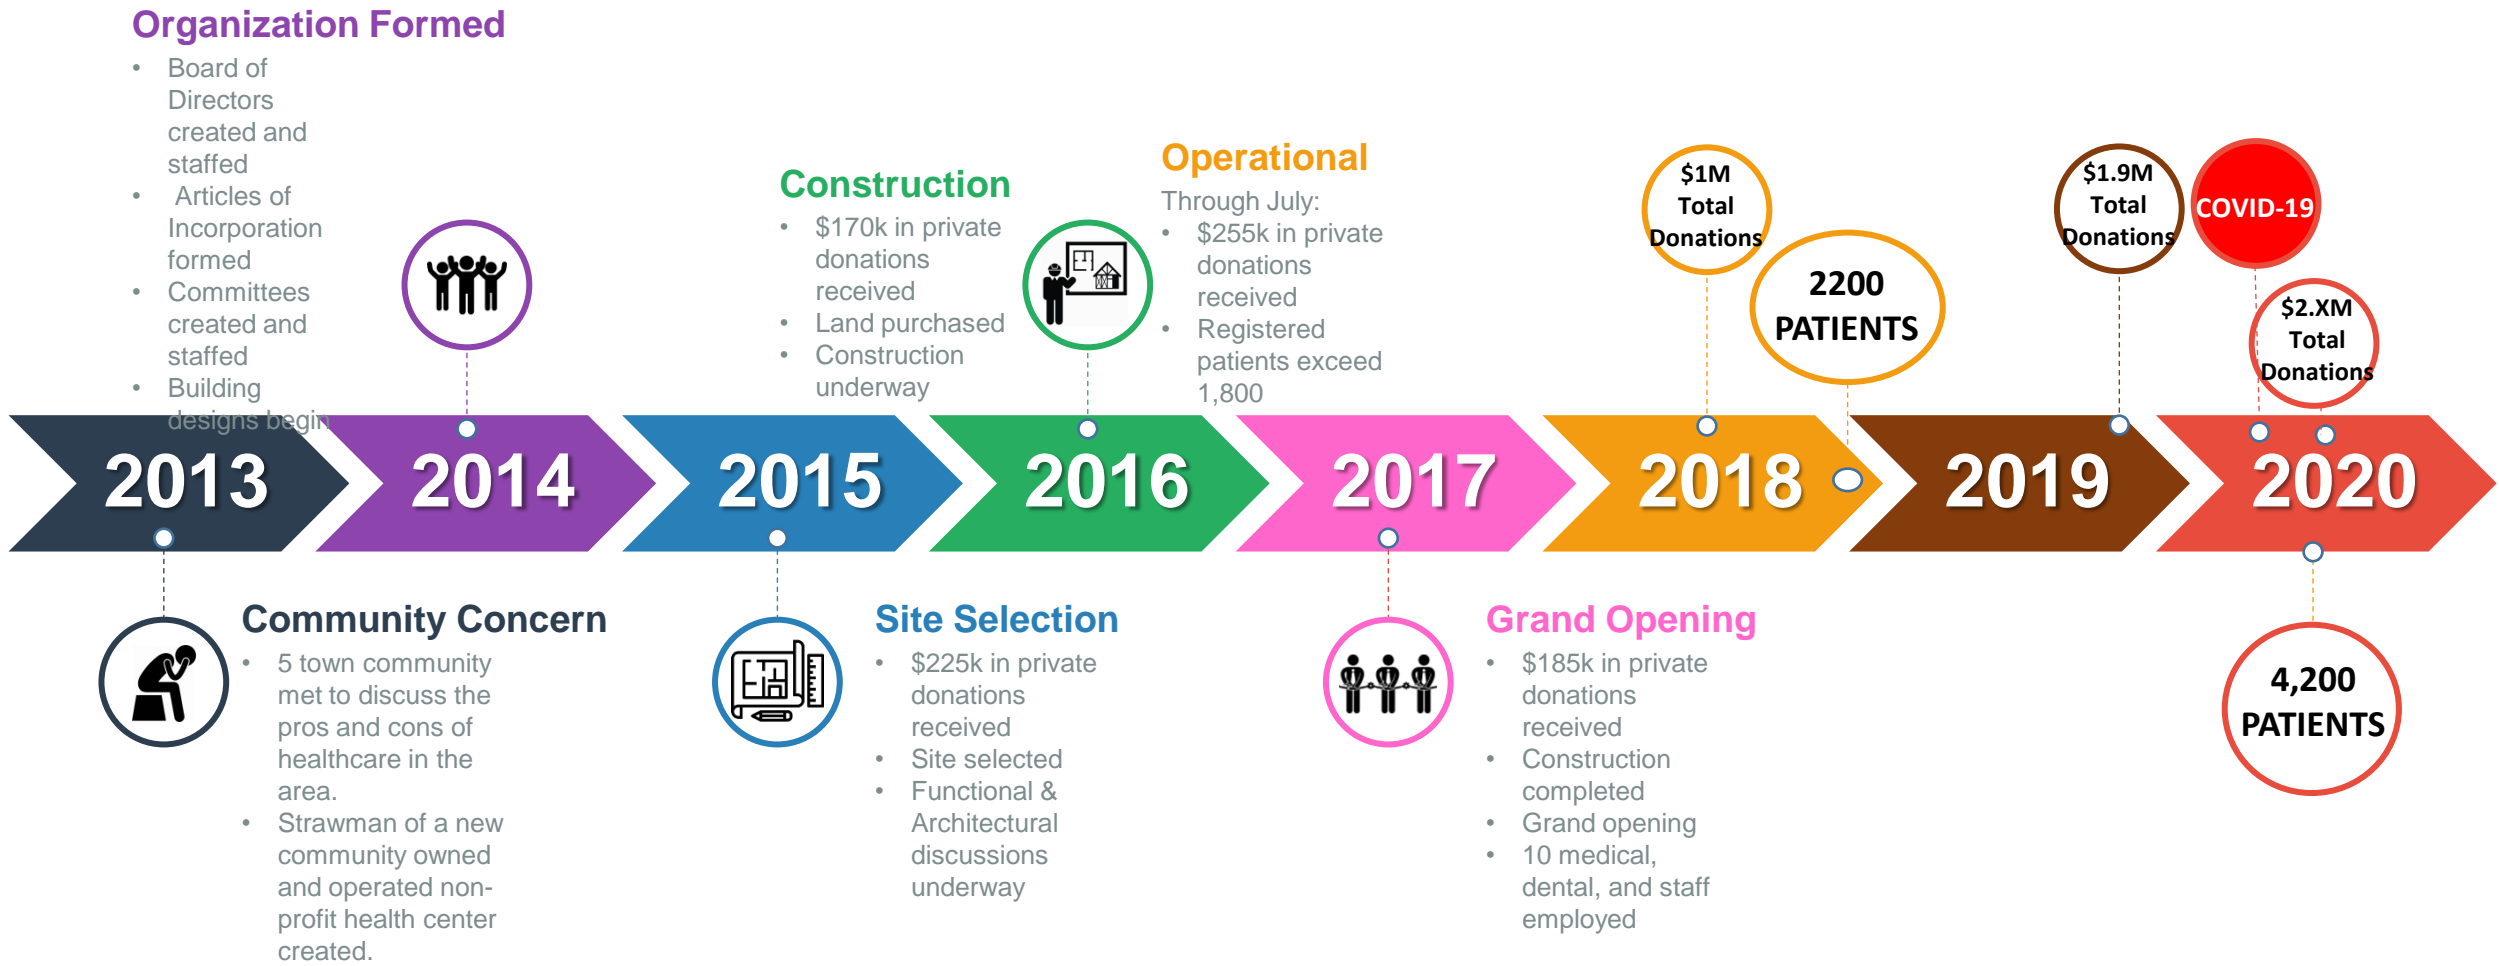 Organization Formed
• Board of
Directors
created and
staffed
• Articles of
Incorporation
formed
• Committees
created and
staffed
• Building
designs begin
Construction
• $170k in private
donations
received
• Land purchased
• Construction
underway
Operational
Through July:
• $255k in private
donations
received
• Registered
patients exceed
1,800
$1M
Total
Donations
2200
PATIENTS
$1.9M
Total
Donations
COVID-19
$2.XM
Total
Donations
2013
2014
2015
2016
2017
2018
2019
2020
Community Concern
• 5 town community
met to discuss the
pros and cons of
healthcare in the
area.
• Strawman of a new
community owned
and operated non-
profit health center
created.
Site Selection
• $225k in private
donations
received
• Site selected
• Functional &
Architectural
discussions
underway
Grand Opening
• $185k in private
donations
received
• Construction
completed
• Grand opening
• 10 medical,
dental, and staff
employed
4,200
PATIENTS